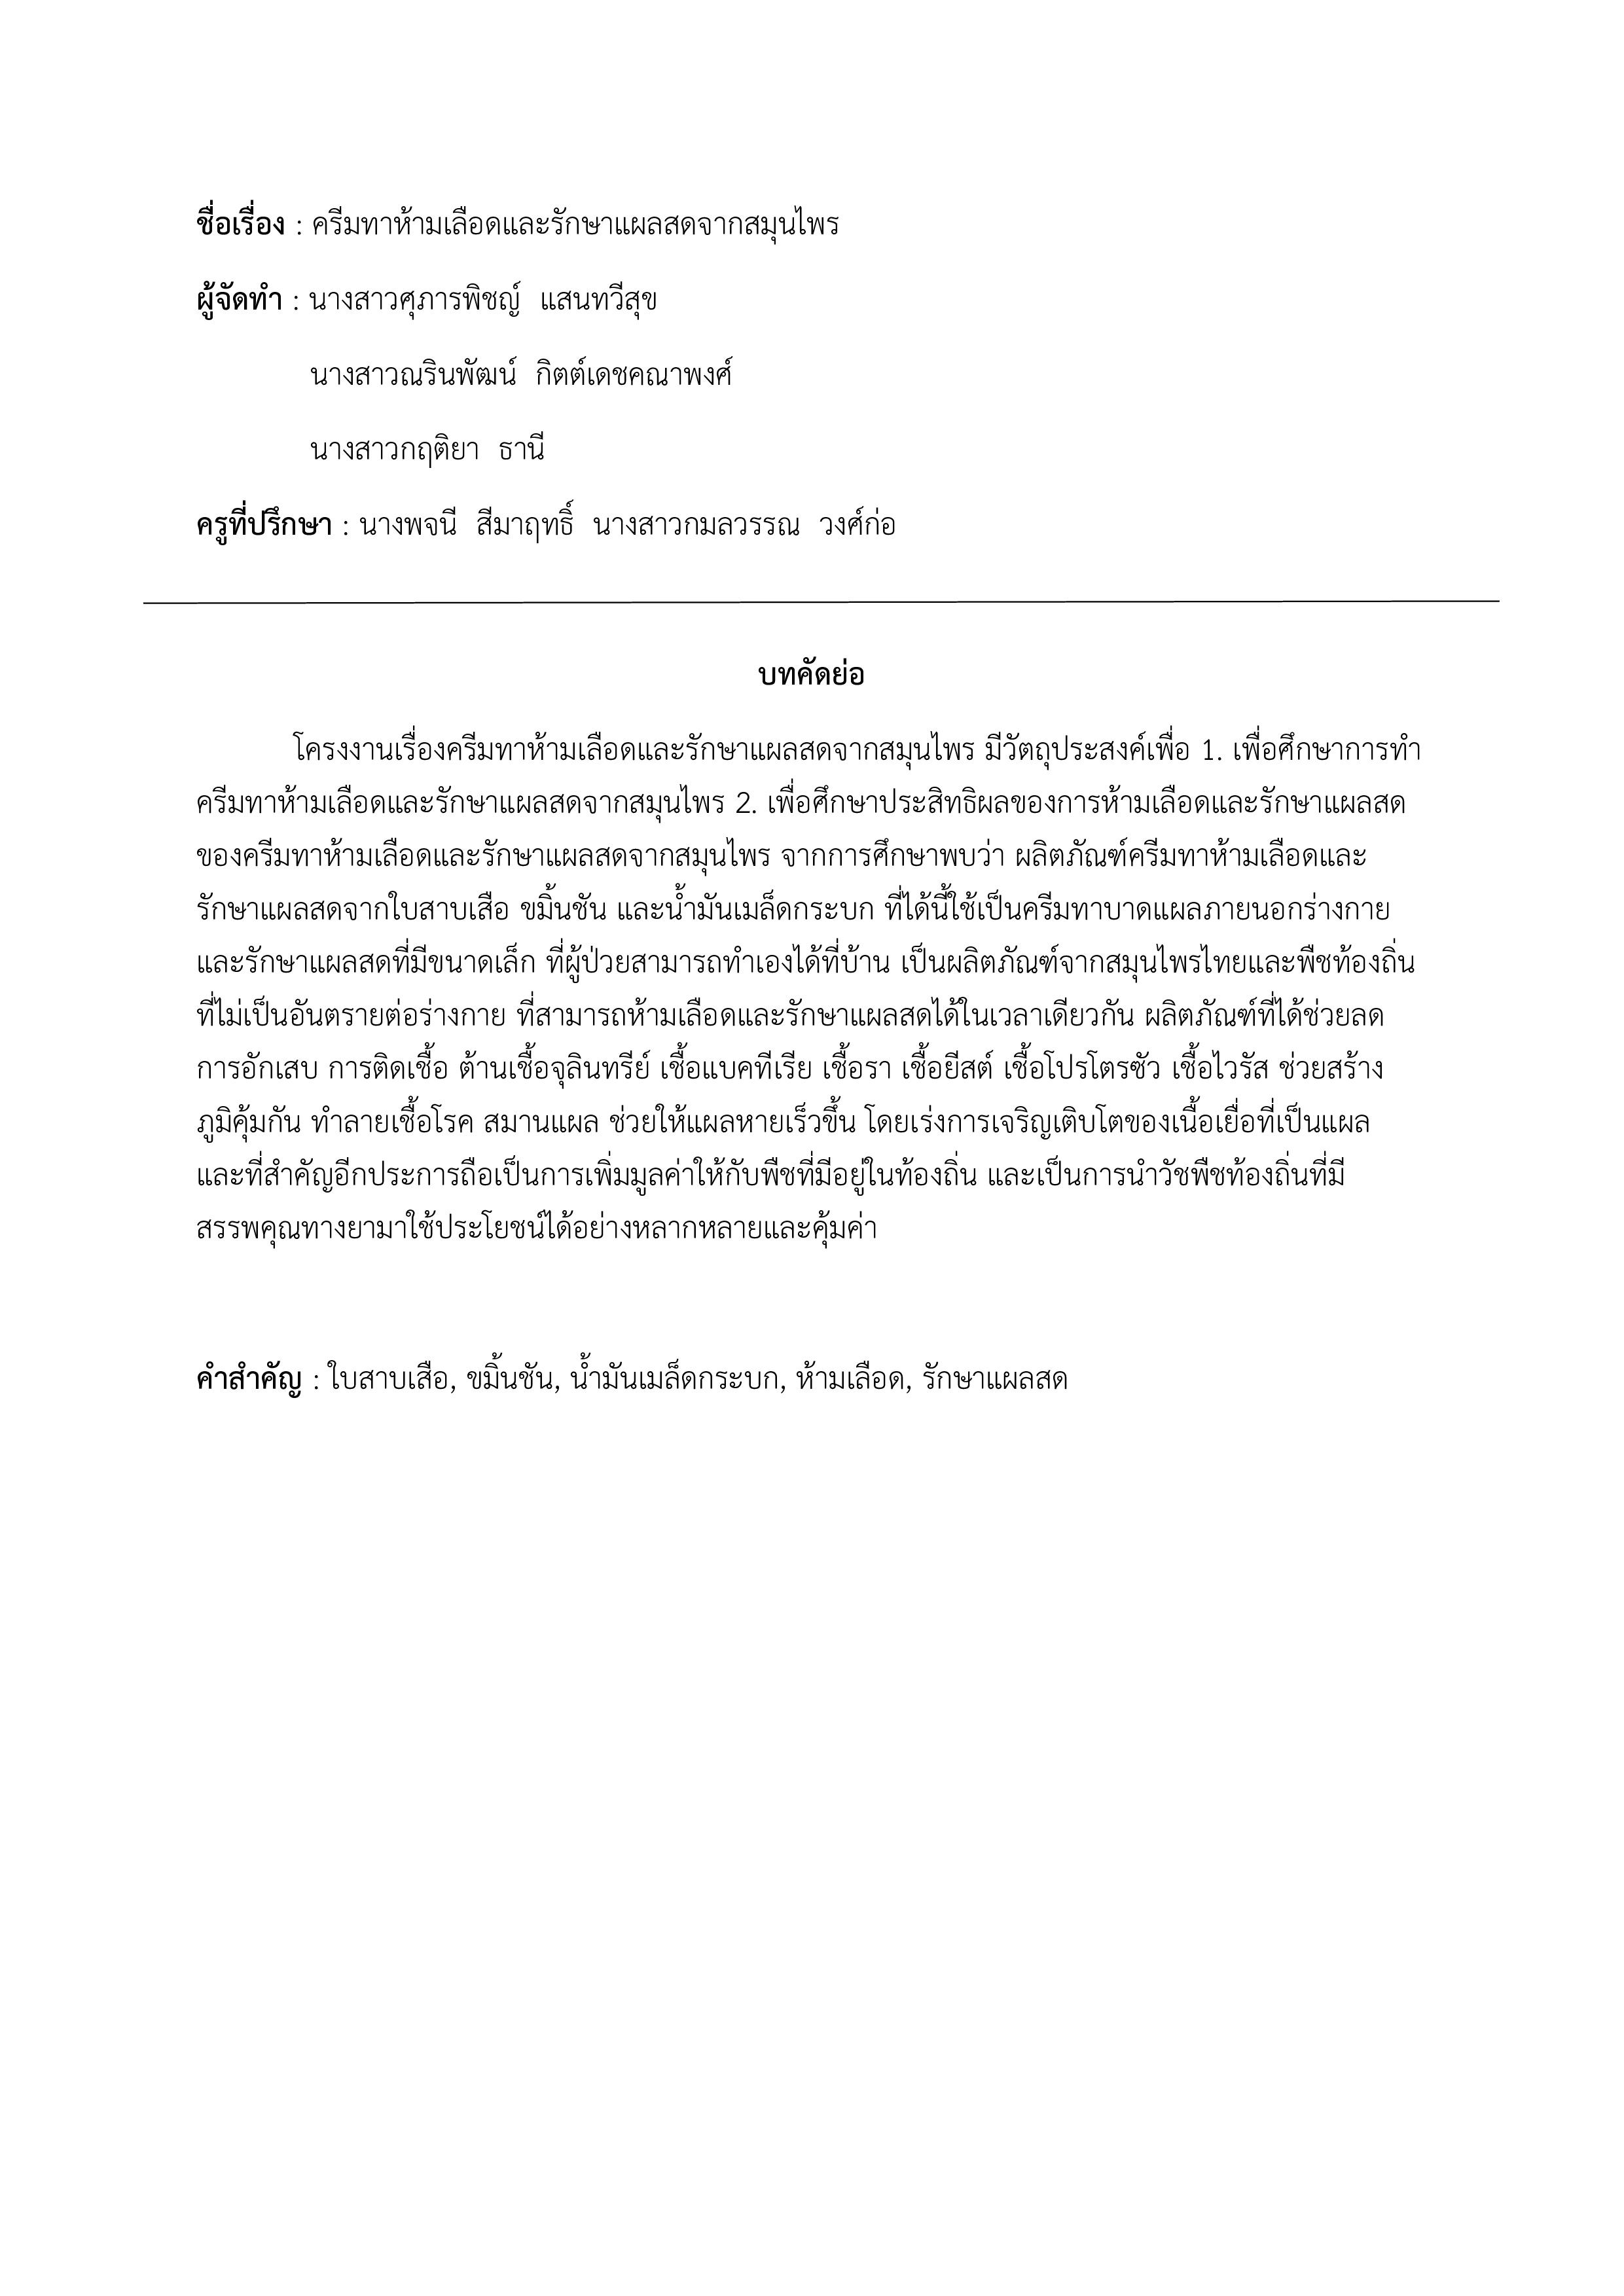 ชื่อเรื่อง : ครีมทาห้ามเลือดและรักษาแผลสดจากสมุนไพร
ผู้จัดทำ : นางสาวศุภารพิชญ์ แสนทวีสุข
นางสาวณรินพัฒน์ กิตต์เดชคณาพงศ์
นางสาวกฤติยา ธานี
ครูที่ปรึกษา : นางพจนี สีมาฤทธิ์ นางสาวกมลวรรณ วงศ์ก่อ
บทคัดย่อ
โครงงานเรื่องครีมทาห้ามเลือดและรักษาแผลสดจากสมุนไพร มีวัตถุประสงค์เพื่อ 1. เพื่อศึกษาการทำ
ครีมทาห้ามเลือดและรักษาแผลสดจากสมุนไพร 2. เพื่อศึกษาประสิทธิผลของการห้ามเลือดและรักษาแผลสด
ของครีมทาห้ามเลือดและรักษาแผลสดจากสมุนไพร จากการศึกษาพบว่า ผลิตภัณฑ์ครีมทาห้ามเลือดและ
รักษาแผลสดจากใบสาบเสือ ขมิ้นชัน และน้ำมันเมล็ดกระบก ที่ได้นี้ใช้เป็นครีมทาบาดแผลภายนอกร่างกาย
และรักษาแผลสดที่มีขนาดเล็ก ที่ผู้ป่วยสามารถทำเองได้ที่บ้าน เป็นผลิตภัณฑ์จากสมุนไพรไทยและพืชท้องถิ่น
ที่ไม่เป็นอันตรายต่อร่างกาย ที่สามารถห้ามเลือดและรักษาแผลสดได้ในเวลาเดียวกัน ผลิตภัณฑ์ที่ได้ช่วยลด
การอักเสบ การติดเชื้อ ต้านเชื้อจุลินทรีย์ เชื้อแบคทีเรีย เชื้อรา เชื้อยีสต์ เชื้อโปรโตรซัว เชื้อไวรัส ช่วยสร้าง
ภูมิคุ้มกัน ทำลายเชื้อโรค สมานแผล ช่วยให้แผลหายเร็วขึ้น โดยเร่งการเจริญเติบโตของเนื้อเยื่อที่เป็นแผล
และที่สำคัญอีกประการถือเป็นการเพิ่มมูลค่าให้กับพืชที่มีอยู่ในท้องถิ่น และเป็นการนำวัชพืชท้องถิ่นที่มี
สรรพคุณทางยามาใช้ประโยชน์ได้อย่างหลากหลายและคุ้มค่า
คำสำคัญ : ใบสาบเสือ, ขมิ้นชัน, น้ำมันเมล็ดกระบก, ห้ามเลือด, รักษาแผลสด